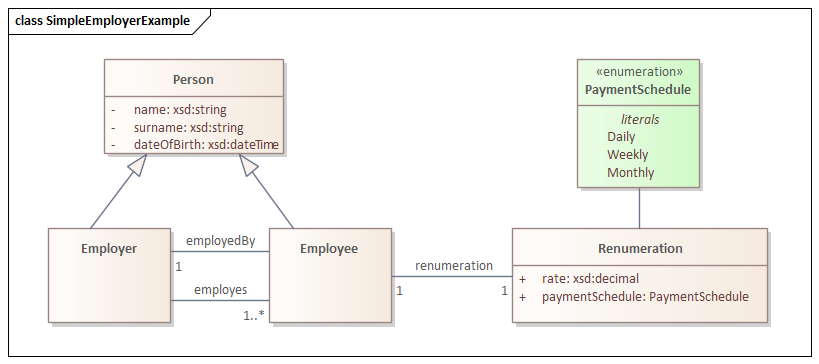 class SimpleEmployerExample
Person
- name: xsd:string
- surname: xsd:string
- dateOfBirth: xsd:dateTime
«enumeration»
PaymentSchedule
literals
Daily
Weekly
Monthly
Employer
employedBy
1
employes
1..*
Employee
renumeration
1
1
Renumeration
+ rate: xsd:decimal
+ paymentSchedule: PaymentSchedule